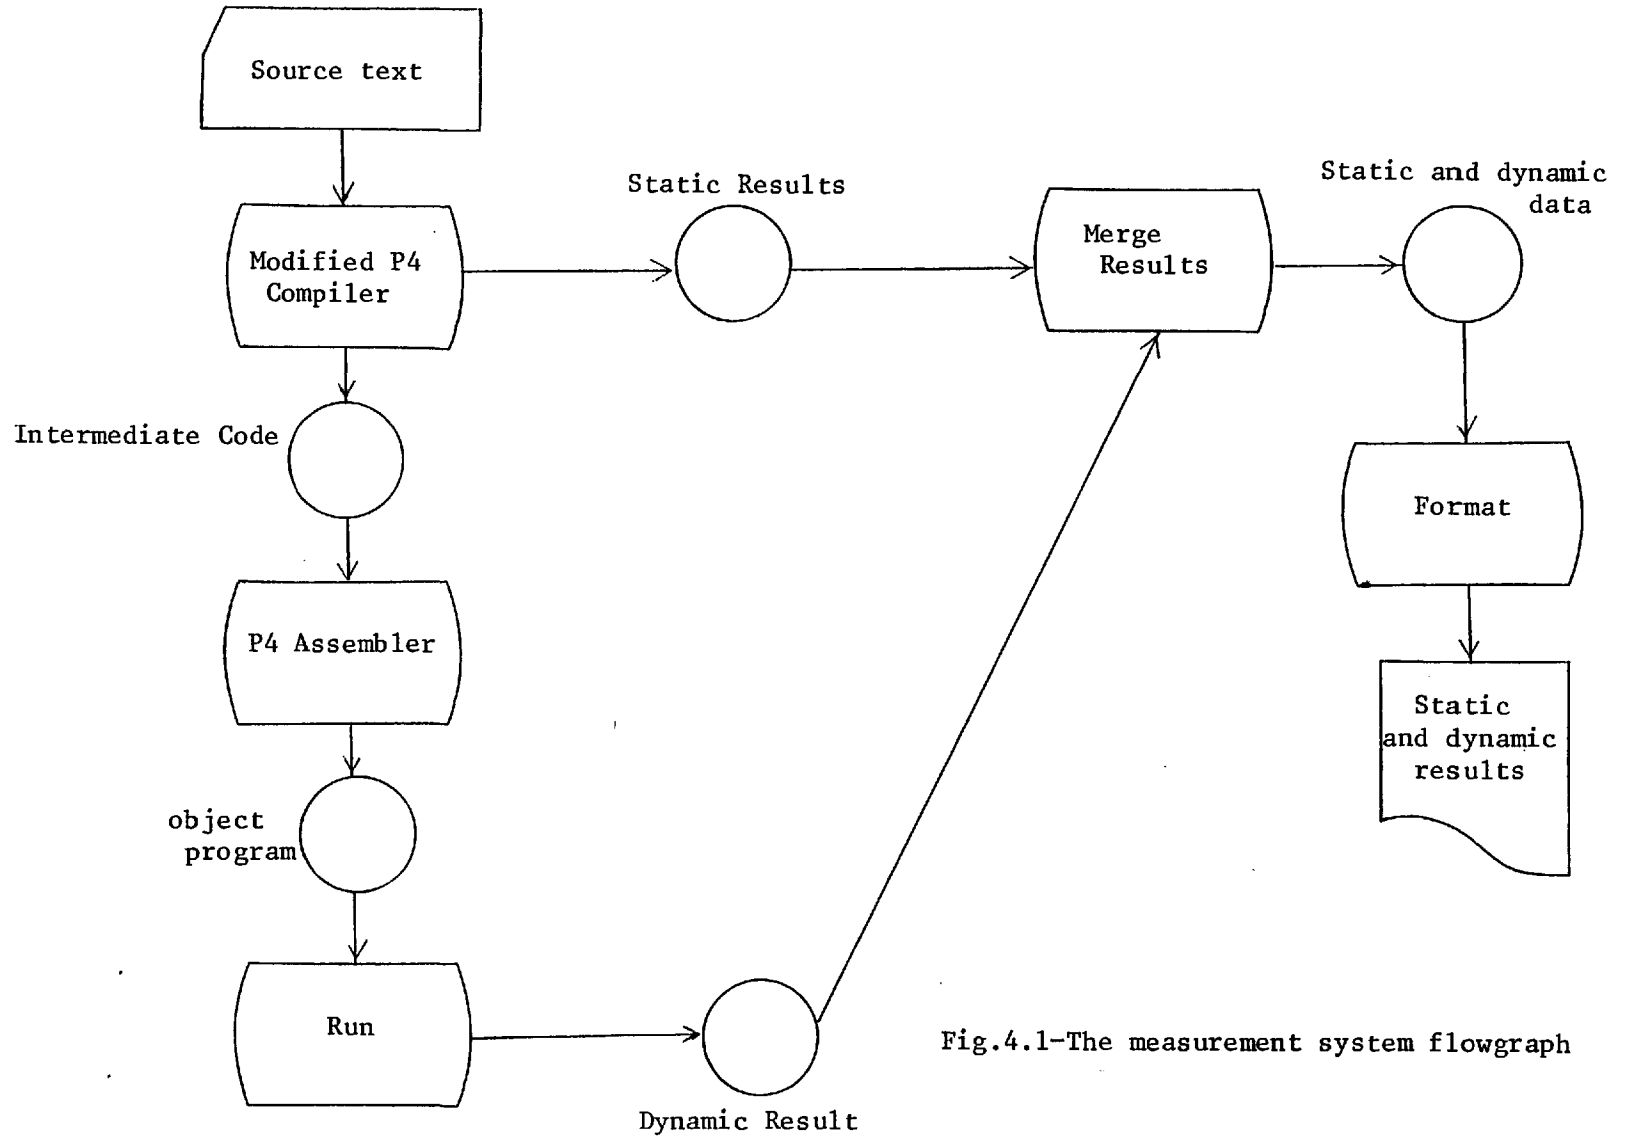 Source text
Static Results
Static and dynamic
data
Modified P4
Compiler
Merge
Results
Intermediate Code
Format
P4 Assembler
Static
and dynamic
results
object
program
Run
Fig.4.1-The measurement system flowgraph
Dynamic Result